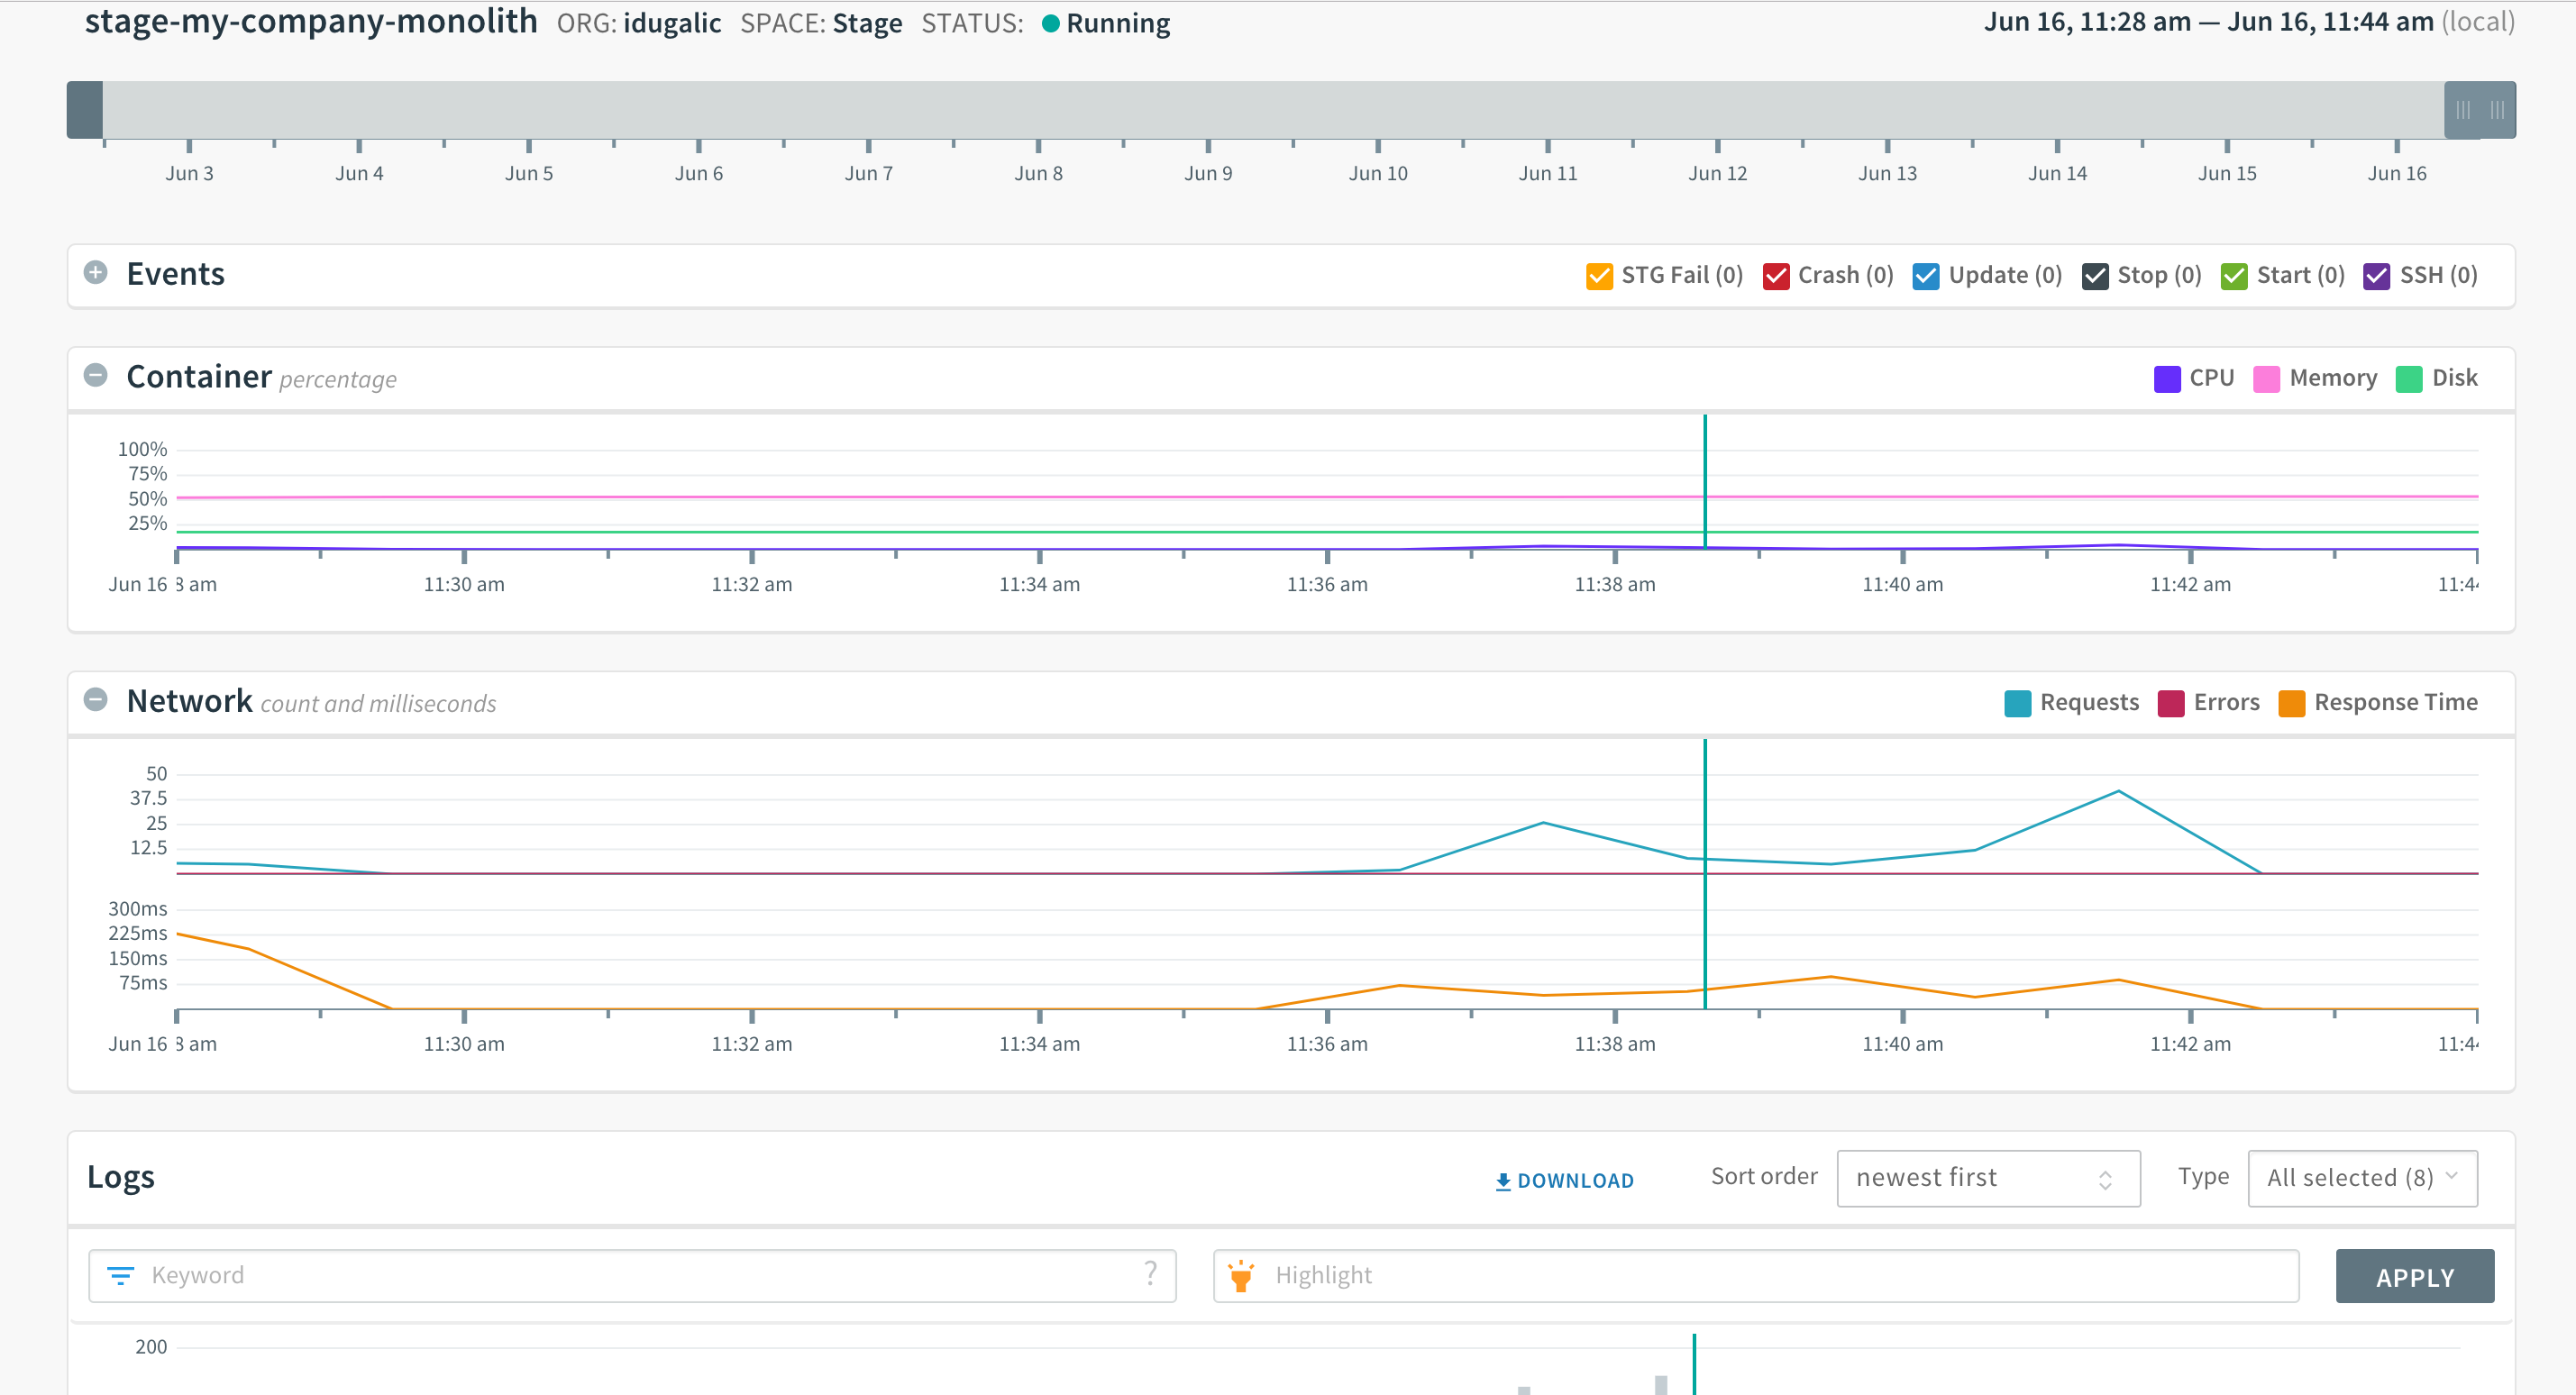 stage-my-company-monolith ORG: idugalic SPACE: Stage STATUS: Running Jun 16, 11:28 am — Jun 16, 11:44 am (local)
Jun 3 Jun 4 Jun 5 Jun 6 Jun 7 Jun 8 Jun 9 Jun 10 Jun 11 Jun 12 Jun 13 Jun 14 Jun 15 Jun 16
Events STG Fail (0) Crash (0) Update (0) Stop (0) Start (0) SSH (0)
Container percentage CPU Memory Disk
100%
75%
50%
25%
Jun 16 8 am 11:30 am 11:32 am 11:34 am 11:36 am 11:38 am 11:40 am 11:42 am 11:44
Network count and milliseconds Requests Errors Response Time
50
37.5
25
12.5
300ms
225ms
150ms
75ms
Jun 16 8 am 11:30 am 11:32 am 11:34 am 11:36 am 11:38 am 11:40 am 11:42 am 11:44
Logs DOWNLOAD Sort order newest first Type All selected (8)
Keyword ? Highlight APPLY
200